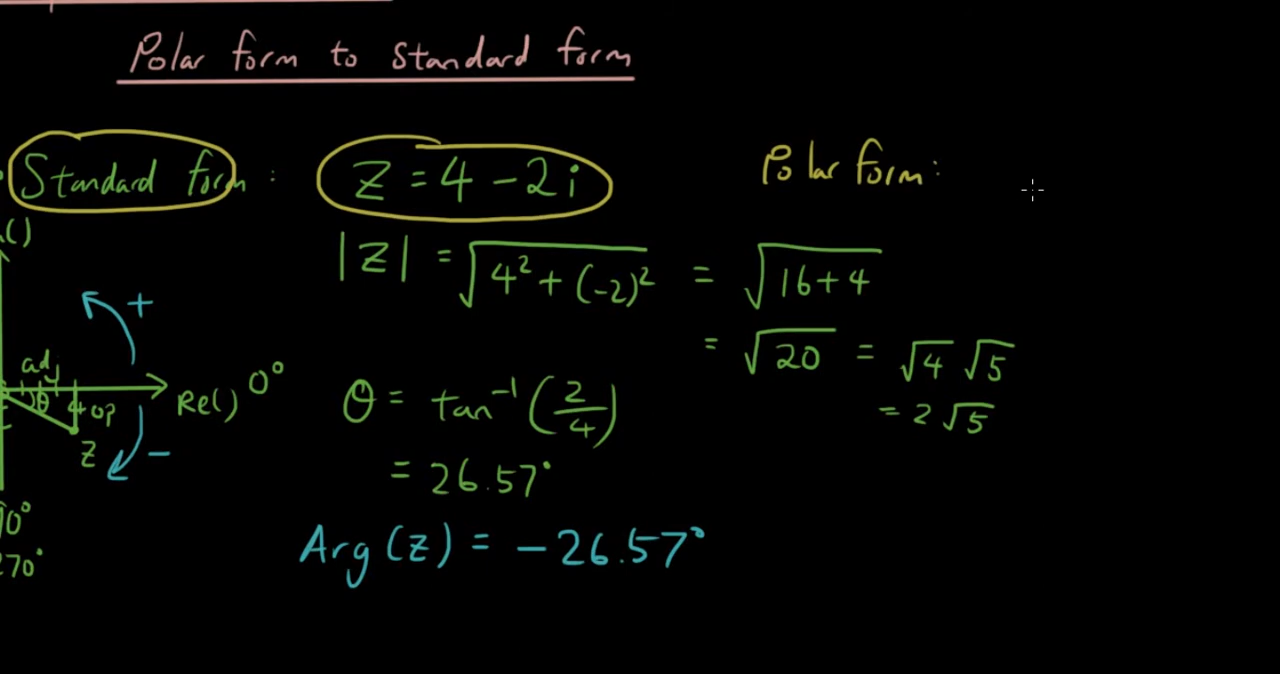 Polar form to standard form
Standard form : Z = 4 - 2i
Polar form:
|Z| = √(4² + (-2)²) = √(16+4)
= √20 = √4 √5
= 2√5
θ = tan⁻¹(2/4)
= 26.57°
Arg(z) = -26.57°
()
+
adj
θ
op
Re() 0°
Z
-
0°
270°